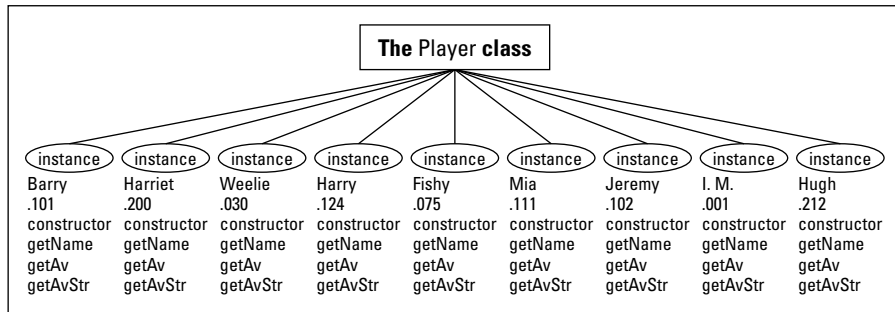 The Player class
instance instance instance instance instance instance instance instance instance
Barry Harriet Weelie Harry Fishy Mia Jeremy I. M. Hugh
.101 .200 .030 .124 .075 .111 .102 .001 .212
constructor constructor constructor constructor constructor constructor constructor constructor constructor
getName getName getName getName getName getName getName getName getName
getAv getAv getAv getAv getAv getAv getAv getAv getAv
getAvStr getAvStr getAvStr getAvStr getAvStr getAvStr getAvStr getAvStr getAvStr